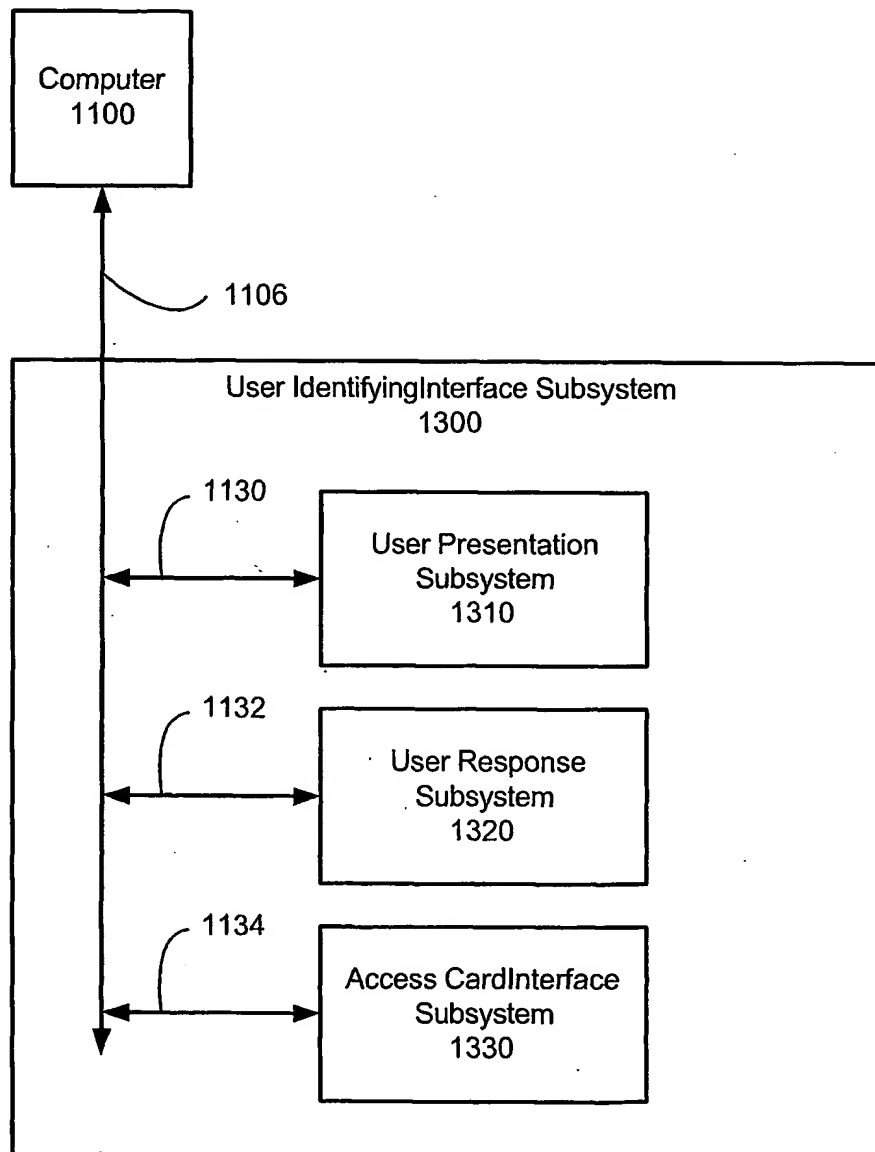 Computer
1100
1106
User IdentifyingInterface Subsystem
1300
1130
User Presentation
Subsystem
1310
1132
User Response
Subsystem
1320
1134
Access CardInterface
Subsystem
1330